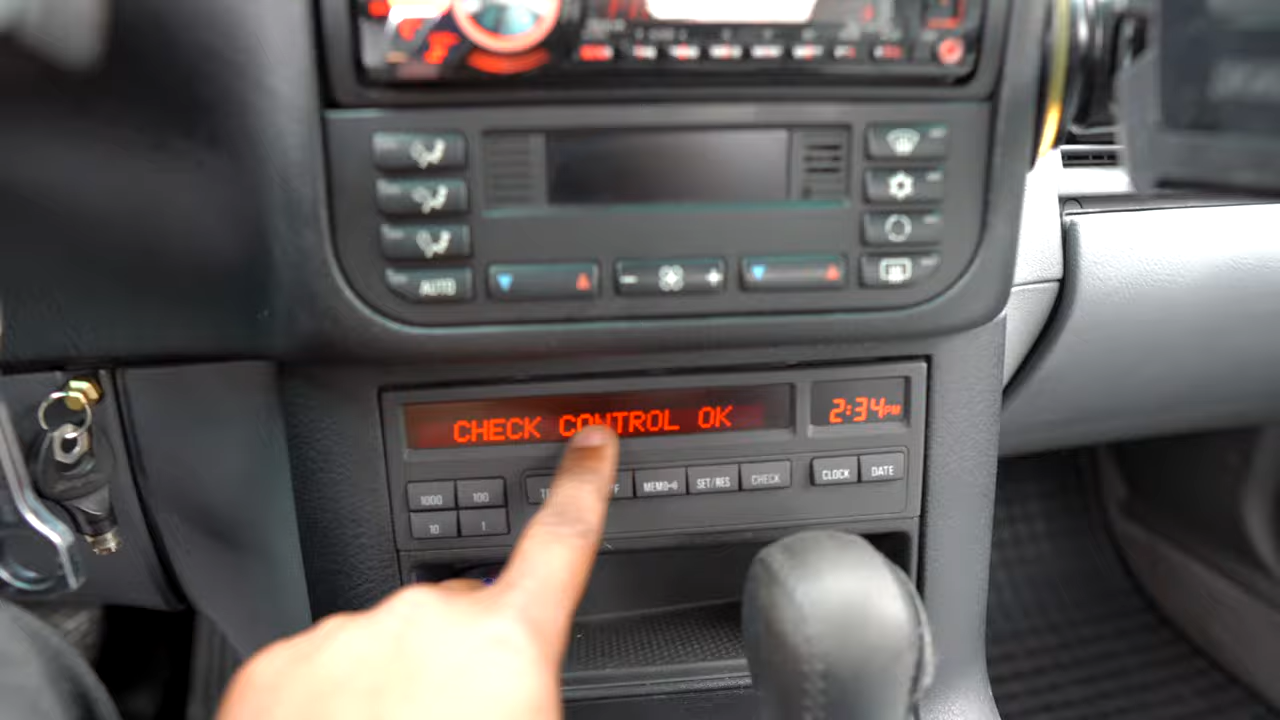 AUTO
CHECK CONTROL OK
2:34PM
1000 100
MEMO
SET/RES
CHECK
CLOCK
DATE
10 1